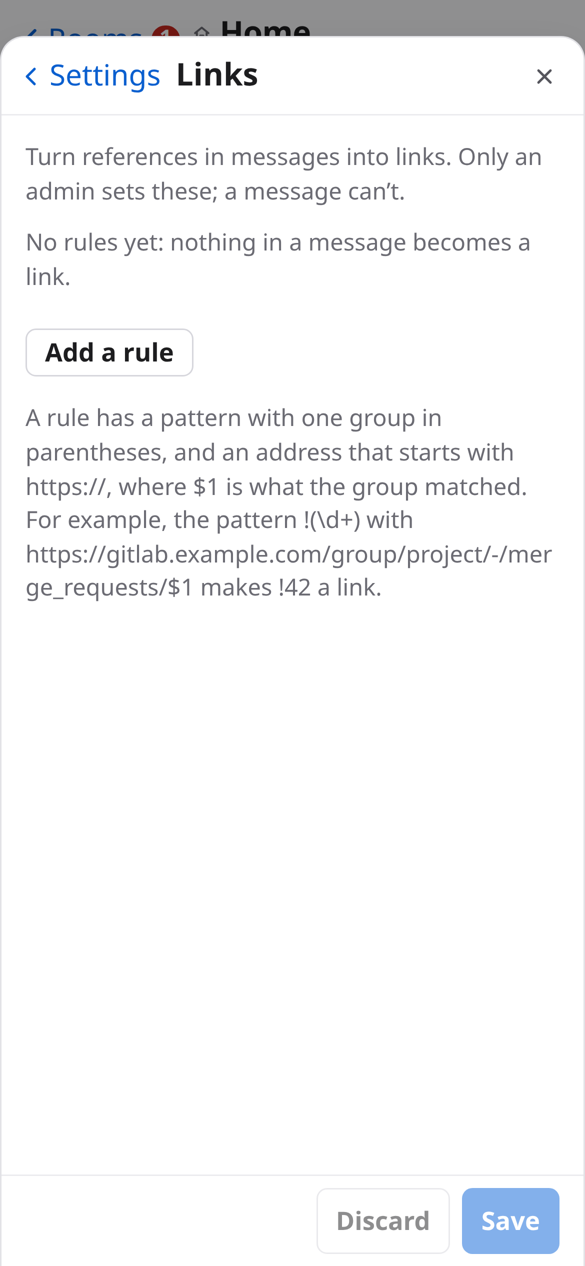 Rooms 1 Home
Settings Links
Turn references in messages into links. Only an
admin sets these; a message can’t.
No rules yet: nothing in a message becomes a
link.
Add a rule
A rule has a pattern with one group in
parentheses, and an address that starts with
https://, where $1 is what the group matched.
For example, the pattern !(\d+) with
https://gitlab.example.com/group/project/-/mer
ge_requests/$1 makes !42 a link.
Discard Save